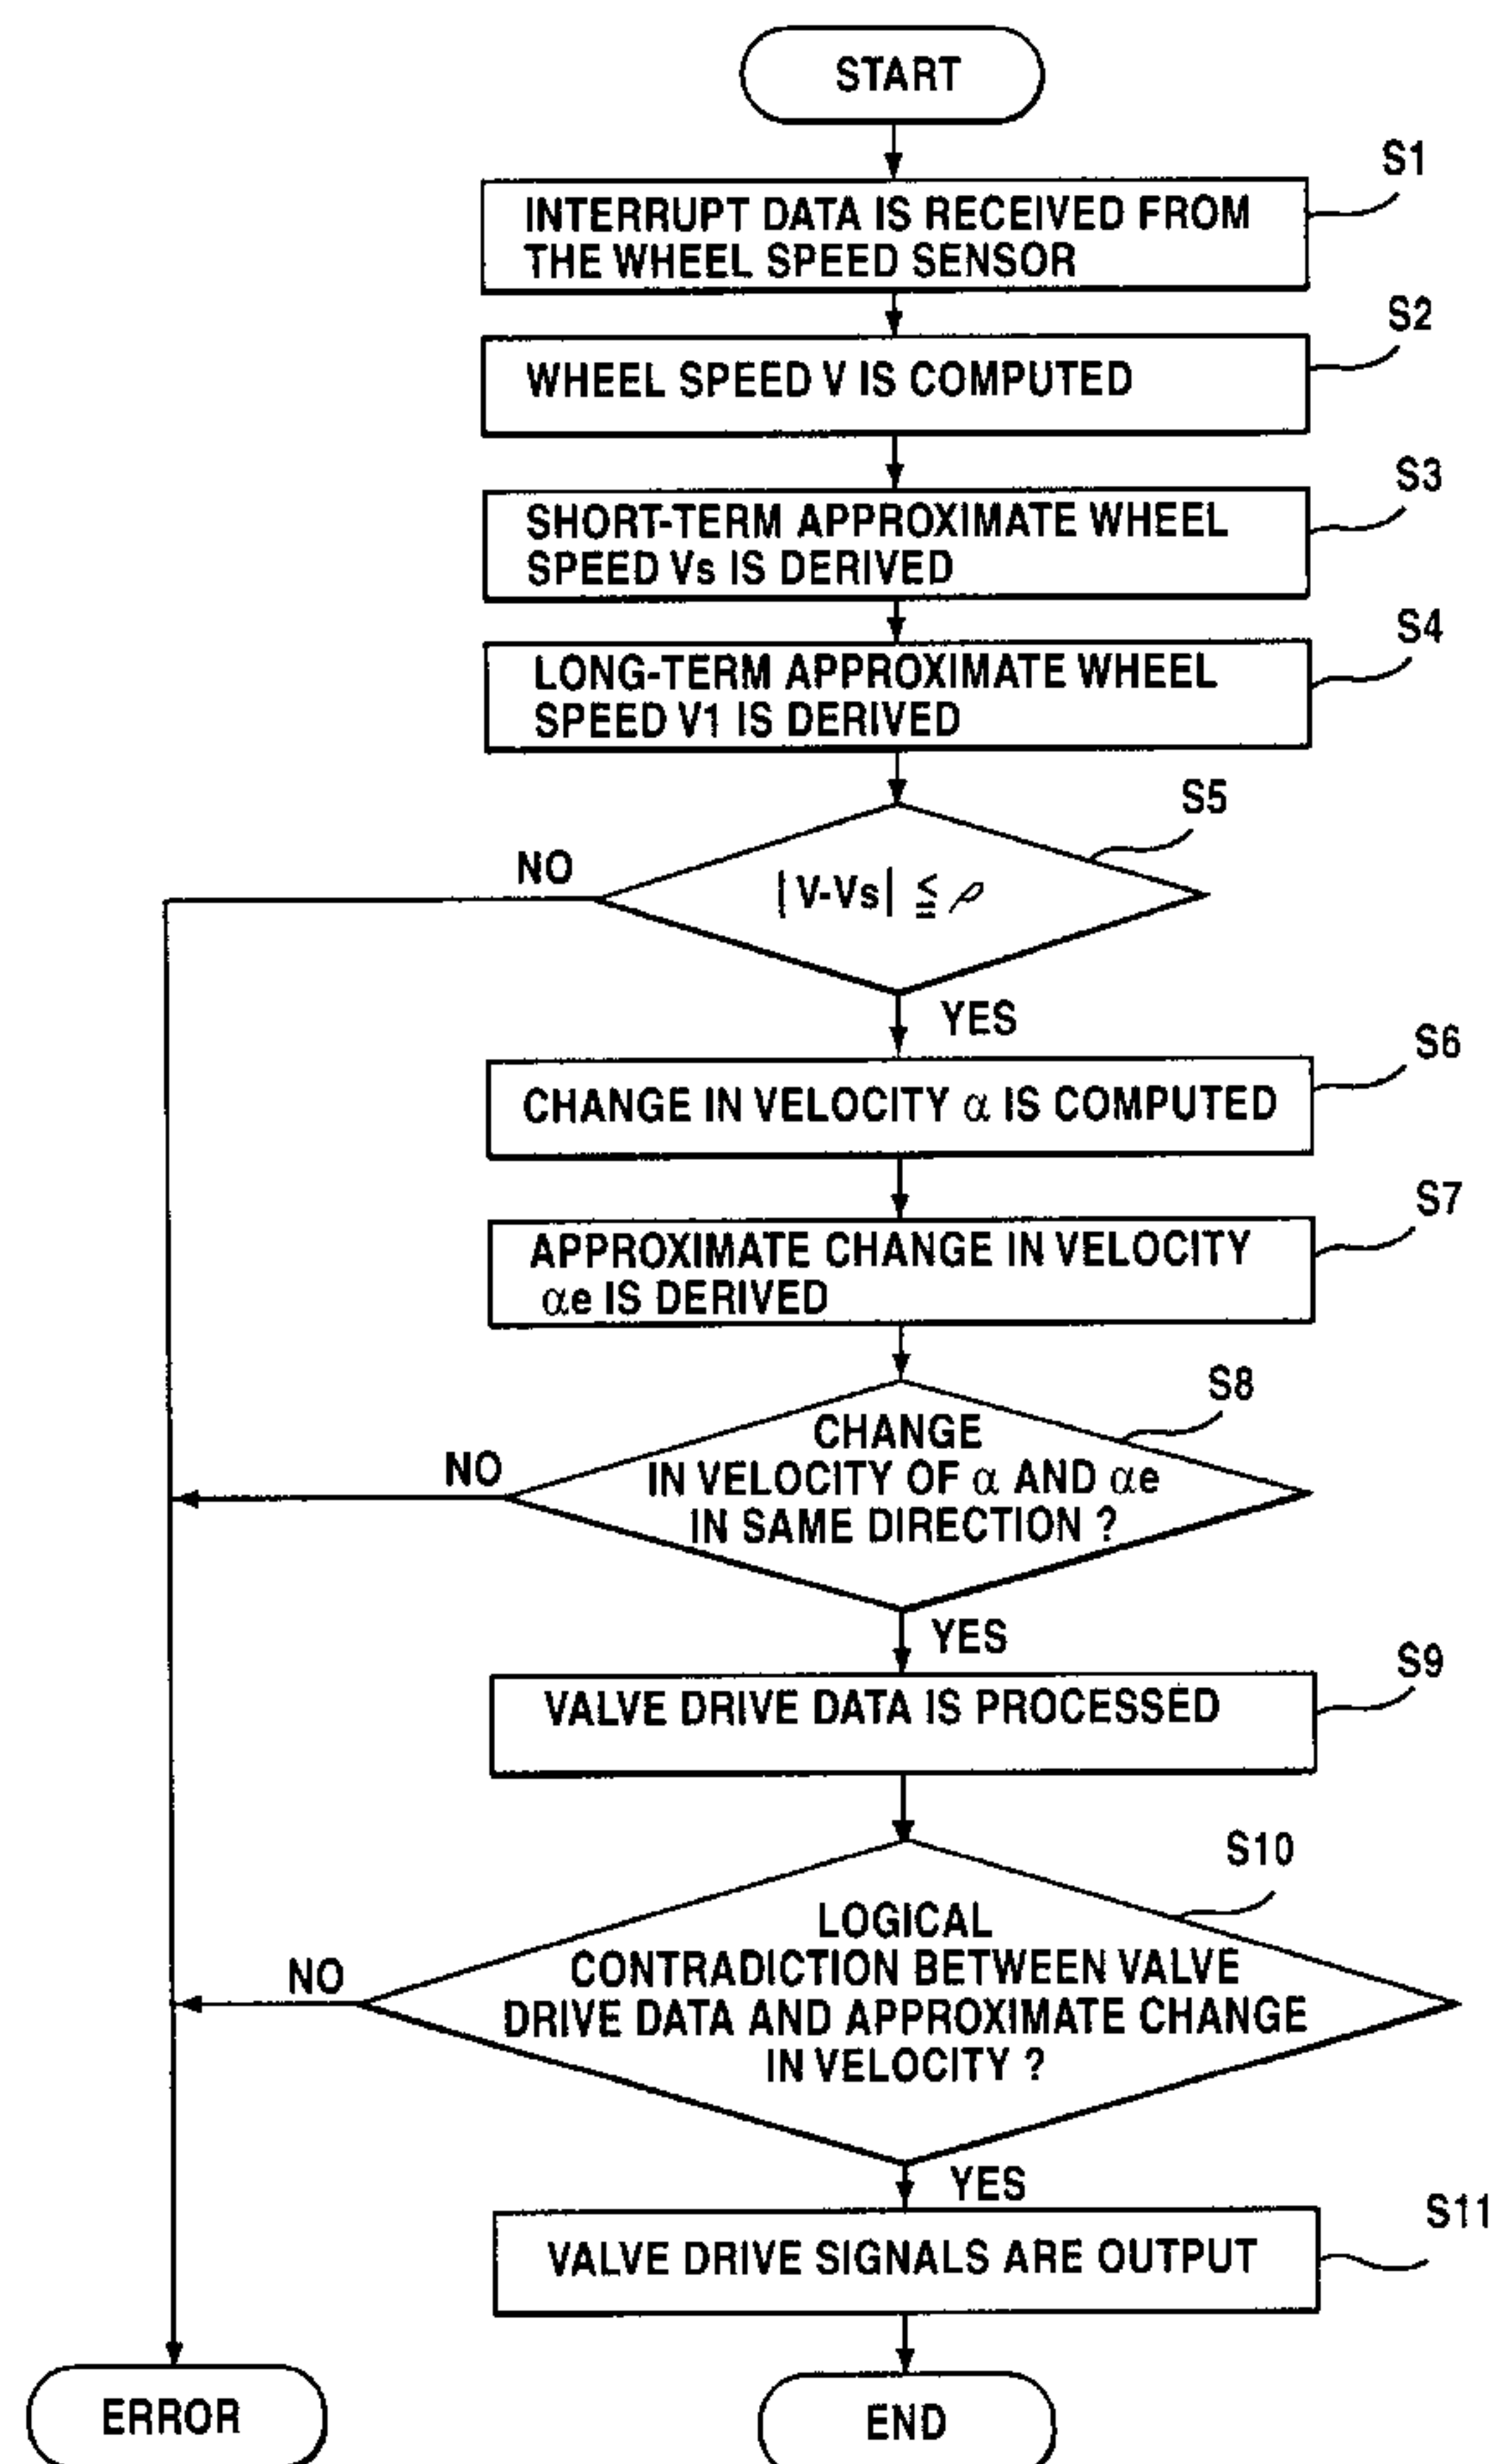 START
S1
INTERRUPT DATA IS RECEIVED FROM
THE WHEEL SPEED SENSOR
S2
WHEEL SPEED V IS COMPUTED
S3
SHORT-TERM APPROXIMATE WHEEL
SPEED Vs IS DERIVED
S4
LONG-TERM APPROXIMATE WHEEL
SPEED V1 IS DERIVED
S5
NO
|V-Vs| ≦ ρ
YES
S6
CHANGE IN VELOCITY α IS COMPUTED
S7
APPROXIMATE CHANGE IN VELOCITY
αe IS DERIVED
S8
NO
CHANGE
IN VELOCITY OF α AND αe
IN SAME DIRECTION ?
YES
S9
VALVE DRIVE DATA IS PROCESSED
S10
NO
LOGICAL
CONTRADICTION BETWEEN VALVE
DRIVE DATA AND APPROXIMATE CHANGE
IN VELOCITY ?
YES
S11
VALVE DRIVE SIGNALS ARE OUTPUT
ERROR
END